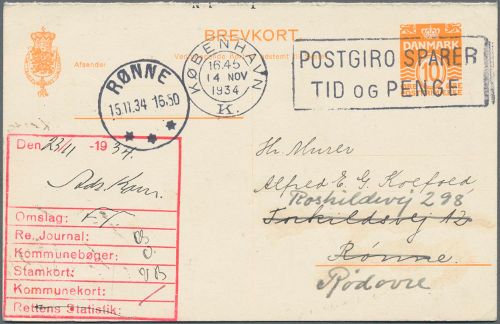 BREVKORT
Afsender
DANMARK
10
KØBENHAVN
16.45
14 NOV
1934
K.
POSTGIRO SPARER
TID OG PENGE
RØNNE
15.11.34 16.50
Den 23/11 -1934.
Omslag: F.T.
Re. Journal:
Kommunebøger:
Stamkort:
Kommunekort:
Rettens Statistik:
Hr. Murer
Alfred E. G. Koefoed
Roskildevej 298
Torkildsvej 12
Rønne.
Rødovre